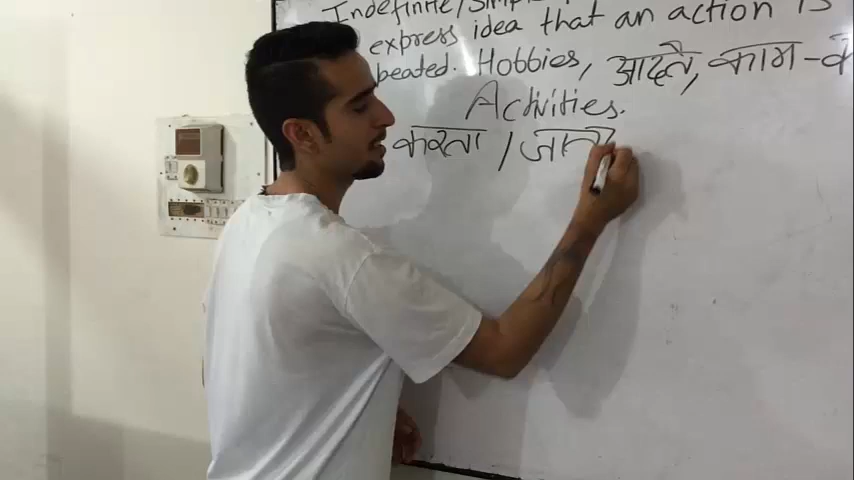 Indefinite/Simple
express idea that an action is
peated. Hobbies, आदतें, काम-
Activities.
करता / जाता